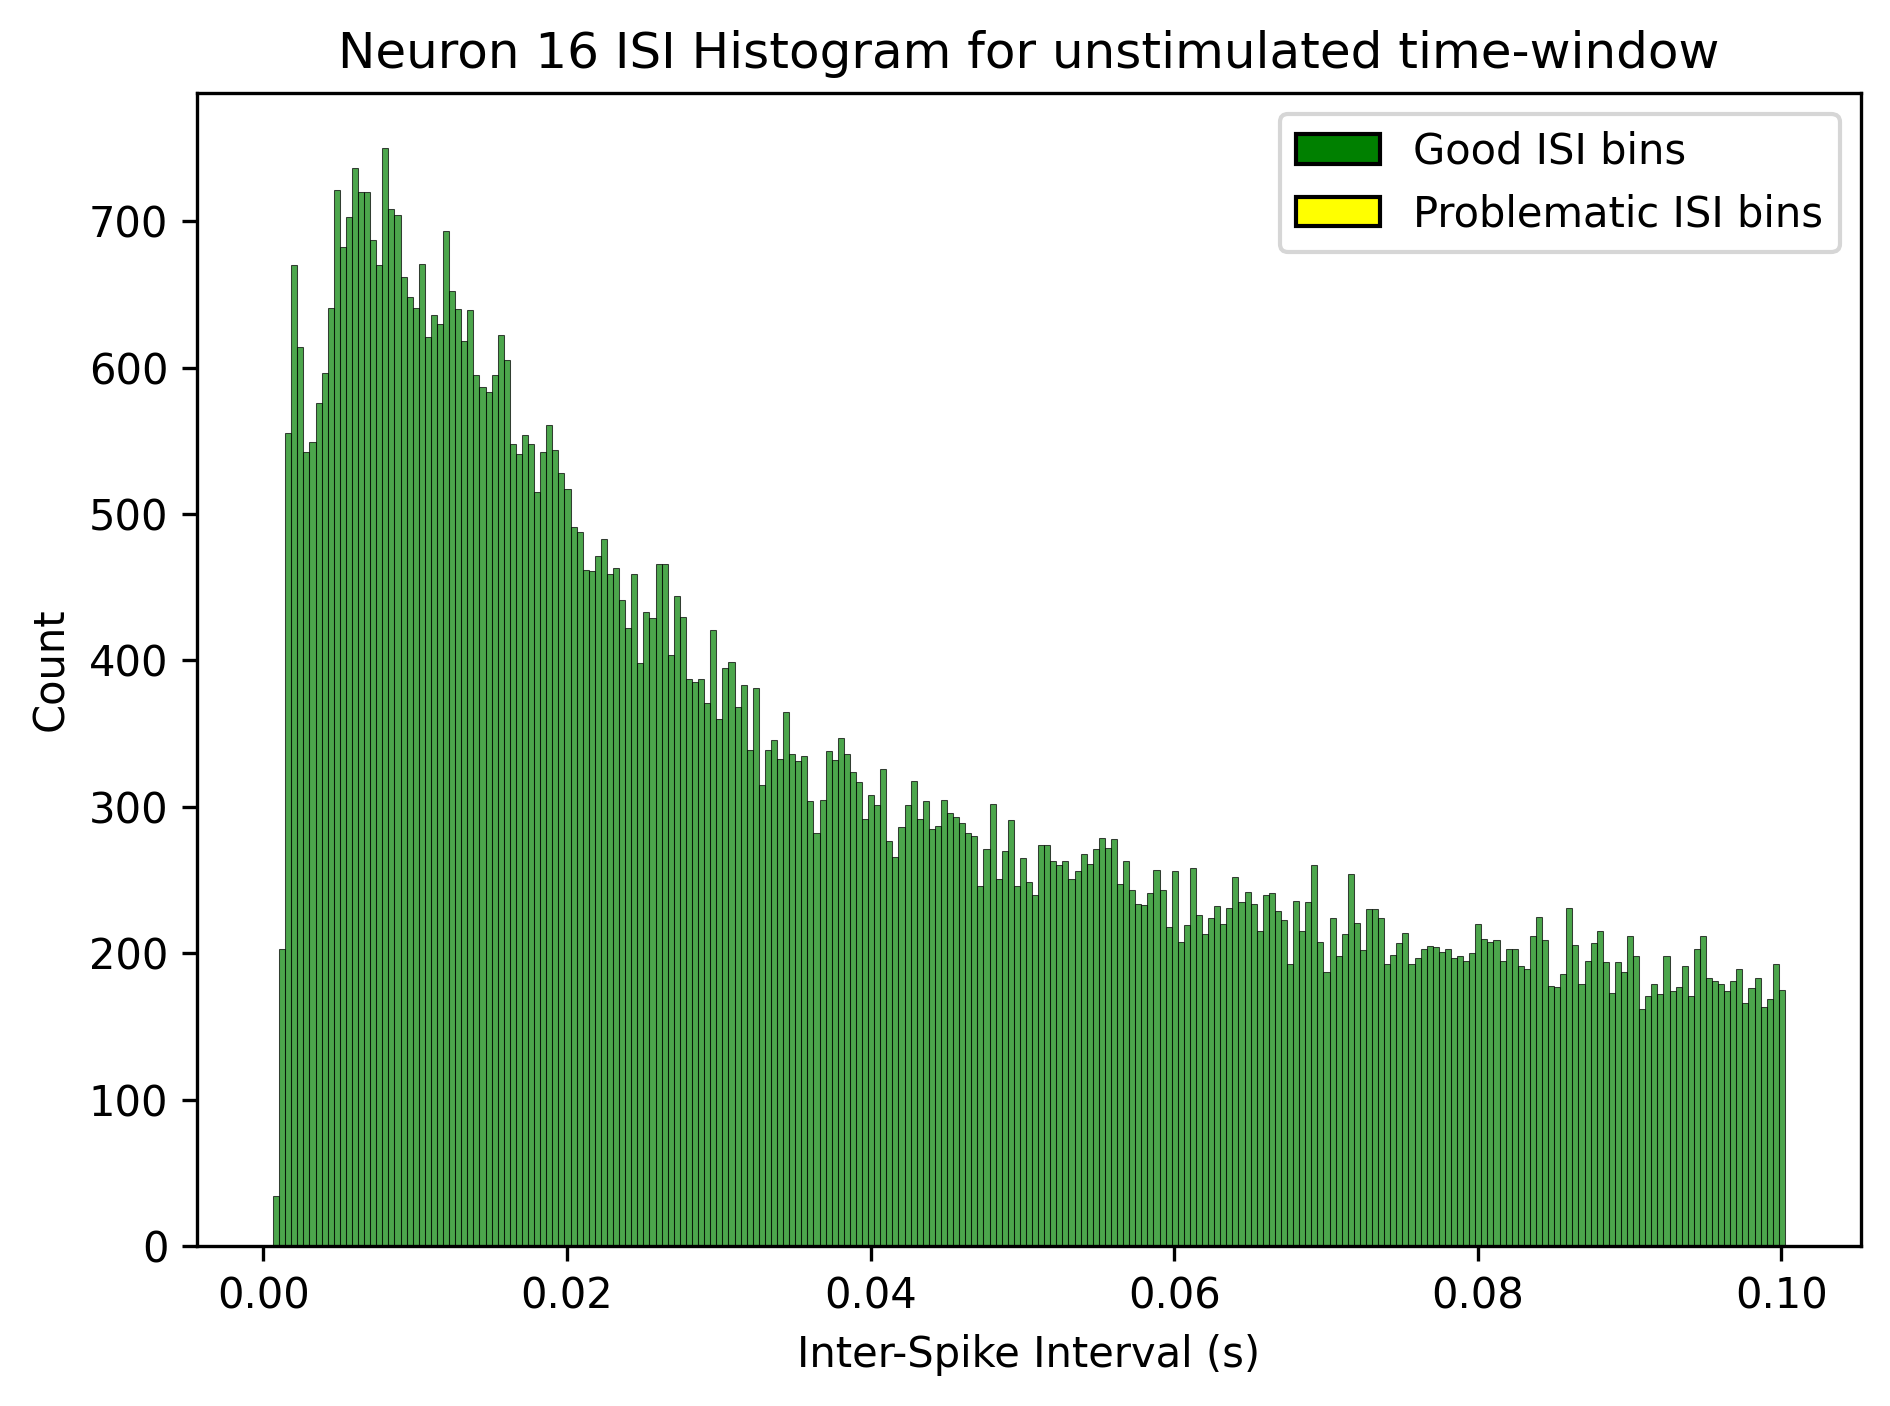 Neuron 16 ISI Histogram for unstimulated time-window
Good ISI bins
Problematic ISI bins
700
600
500
400
300
200
100
0
Count
0.00 0.02 0.04 0.06 0.08 0.10
Inter-Spike Interval (s)